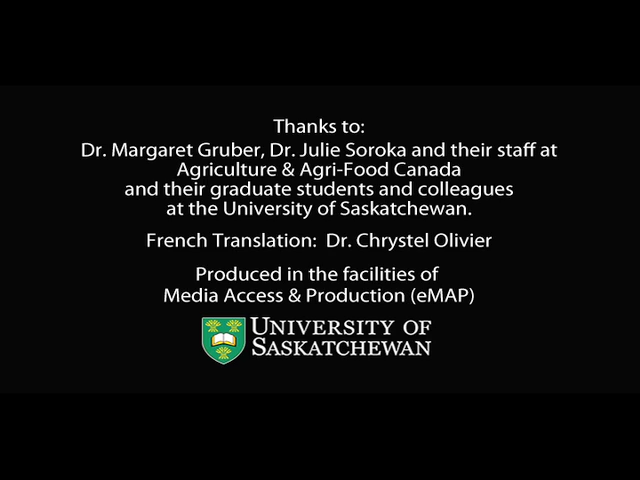 Thanks to:
Dr. Margaret Gruber, Dr. Julie Soroka and their staff at
Agriculture & Agri-Food Canada
and their graduate students and colleagues
at the University of Saskatchewan.
French Translation:  Dr. Chrystel Olivier
Produced in the facilities of
Media Access & Production (eMAP)
UNIVERSITY OF
SASKATCHEWAN